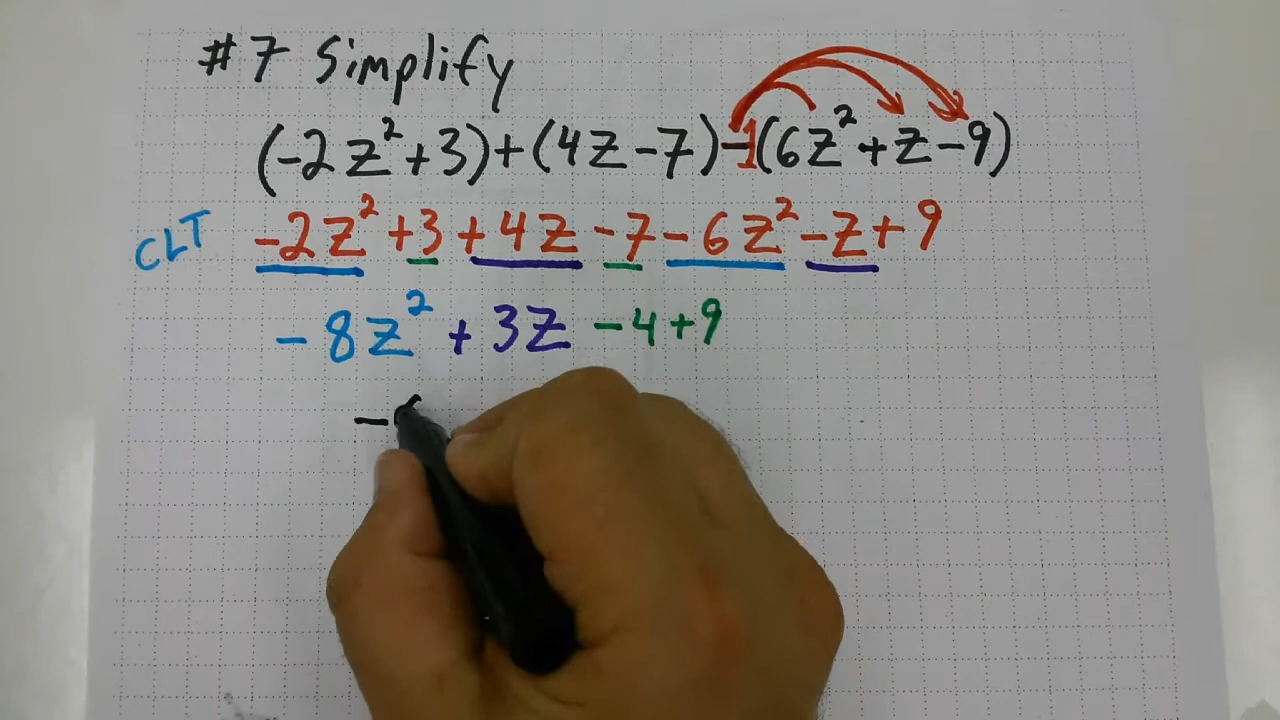 #7 Simplify
(-2z²+3)+(4z-7)-1(6z²+z-9)
CLT -2z²+3+4z-7-6z²-z+9
-8z²+3z-4+9
-